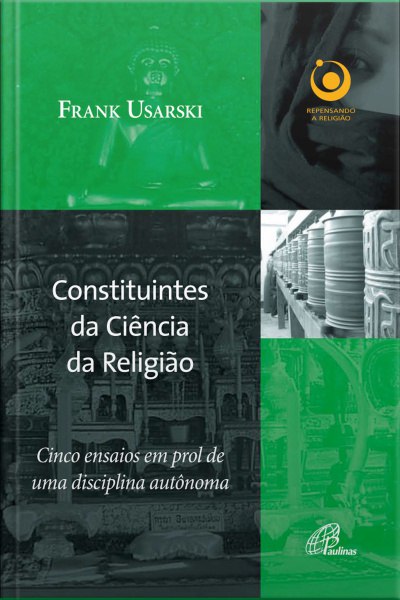 FRANK USARSKI
REPENSANDO
A RELIGIÃO
Constituintes
da Ciência
da Religião
Cinco ensaios em prol de
uma disciplina autônoma
Paulinas